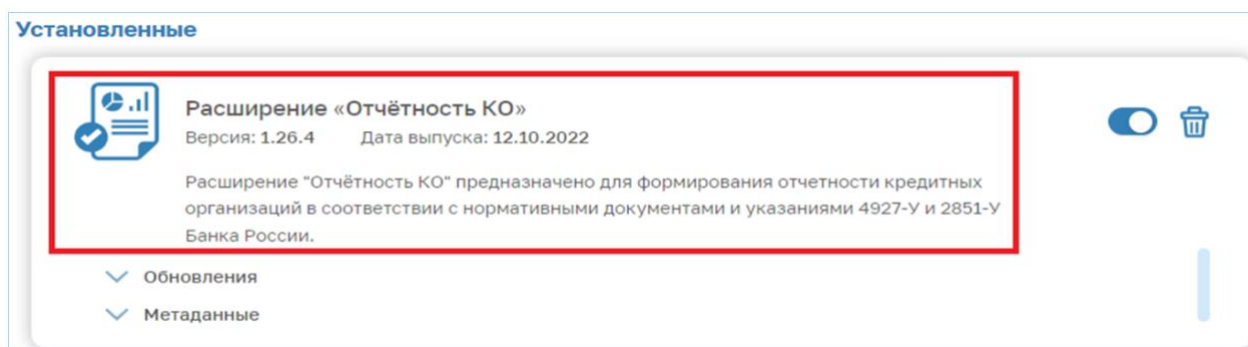 Установленные
Расширение «Отчётность КО»
Версия: 1.26.4 Дата выпуска: 12.10.2022
Расширение "Отчётность КО" предназначено для формирования отчетности кредитных
организаций в соответствии с нормативными документами и указаниями 4927-У и 2851-У
Банка России.
Обновления
Метаданные